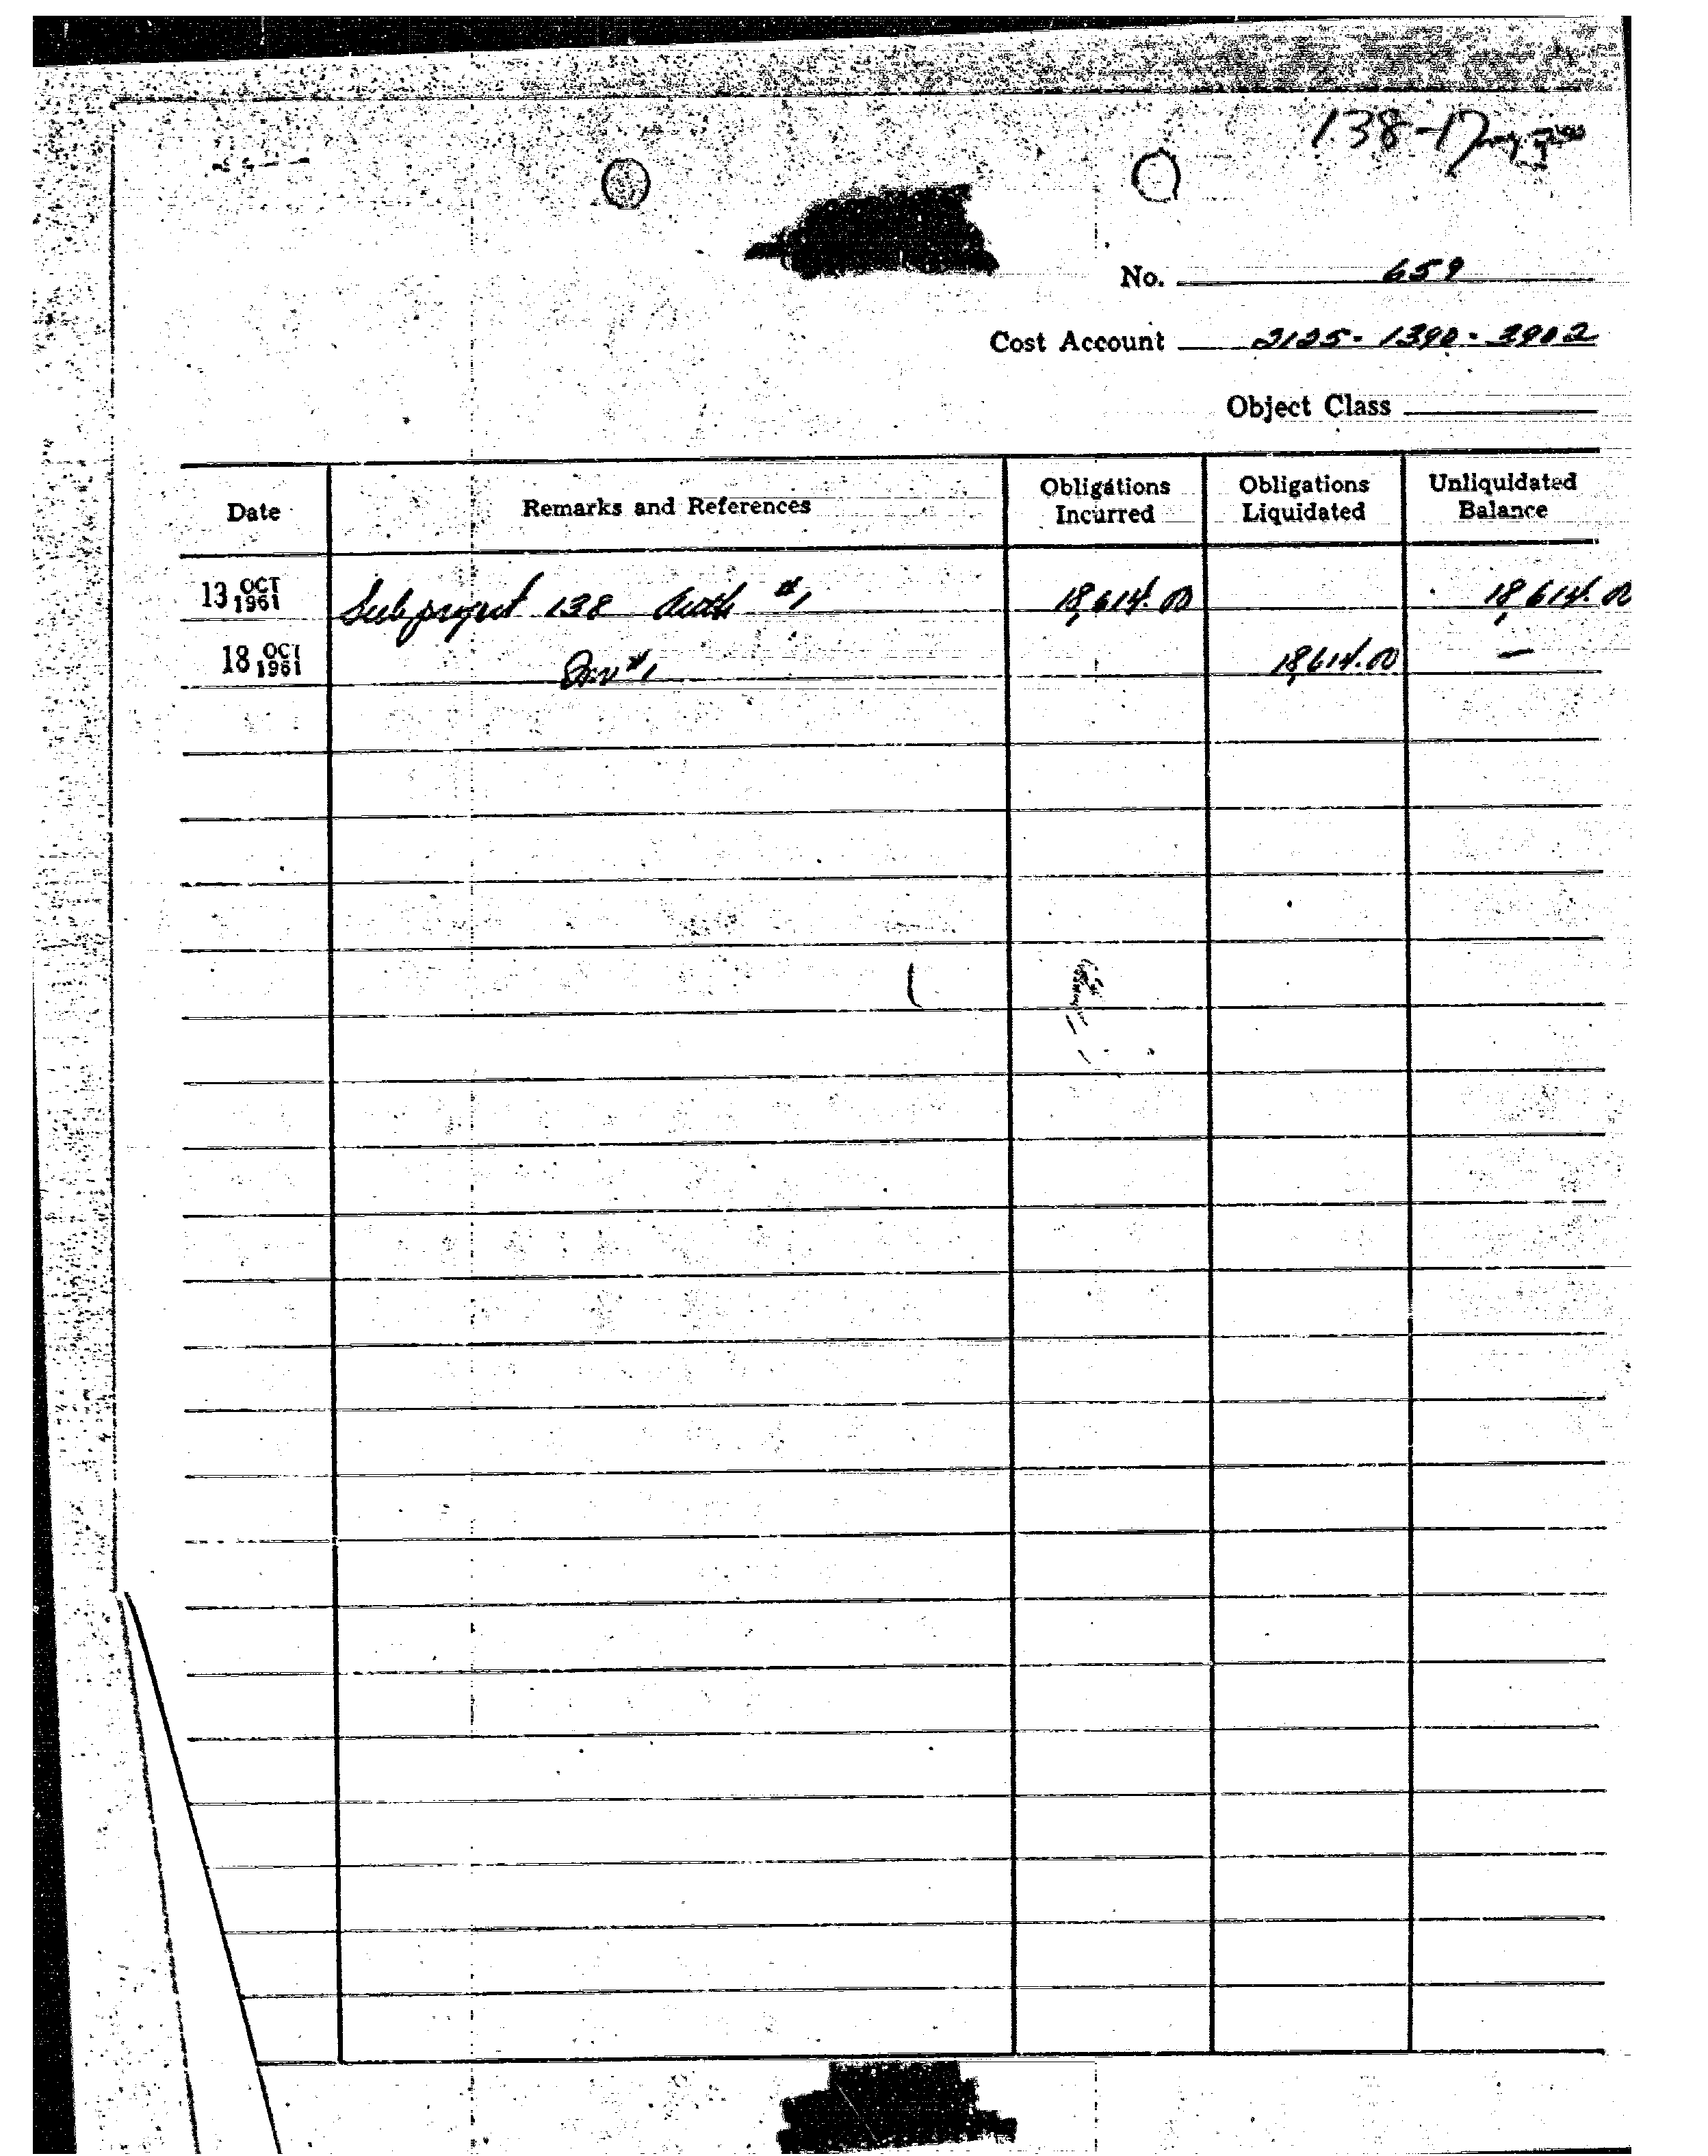 138-17
No. 659
Cost Account 2125-1390-3902
Object Class
Date Remarks and References Obligations Incurred Obligations Liquidated Unliquidated Balance
13 OCT 1961 Subproject 138 Auth #1 18,614.00 18,614.00
18 OCT 1961 Inv #1 18,614.00 —